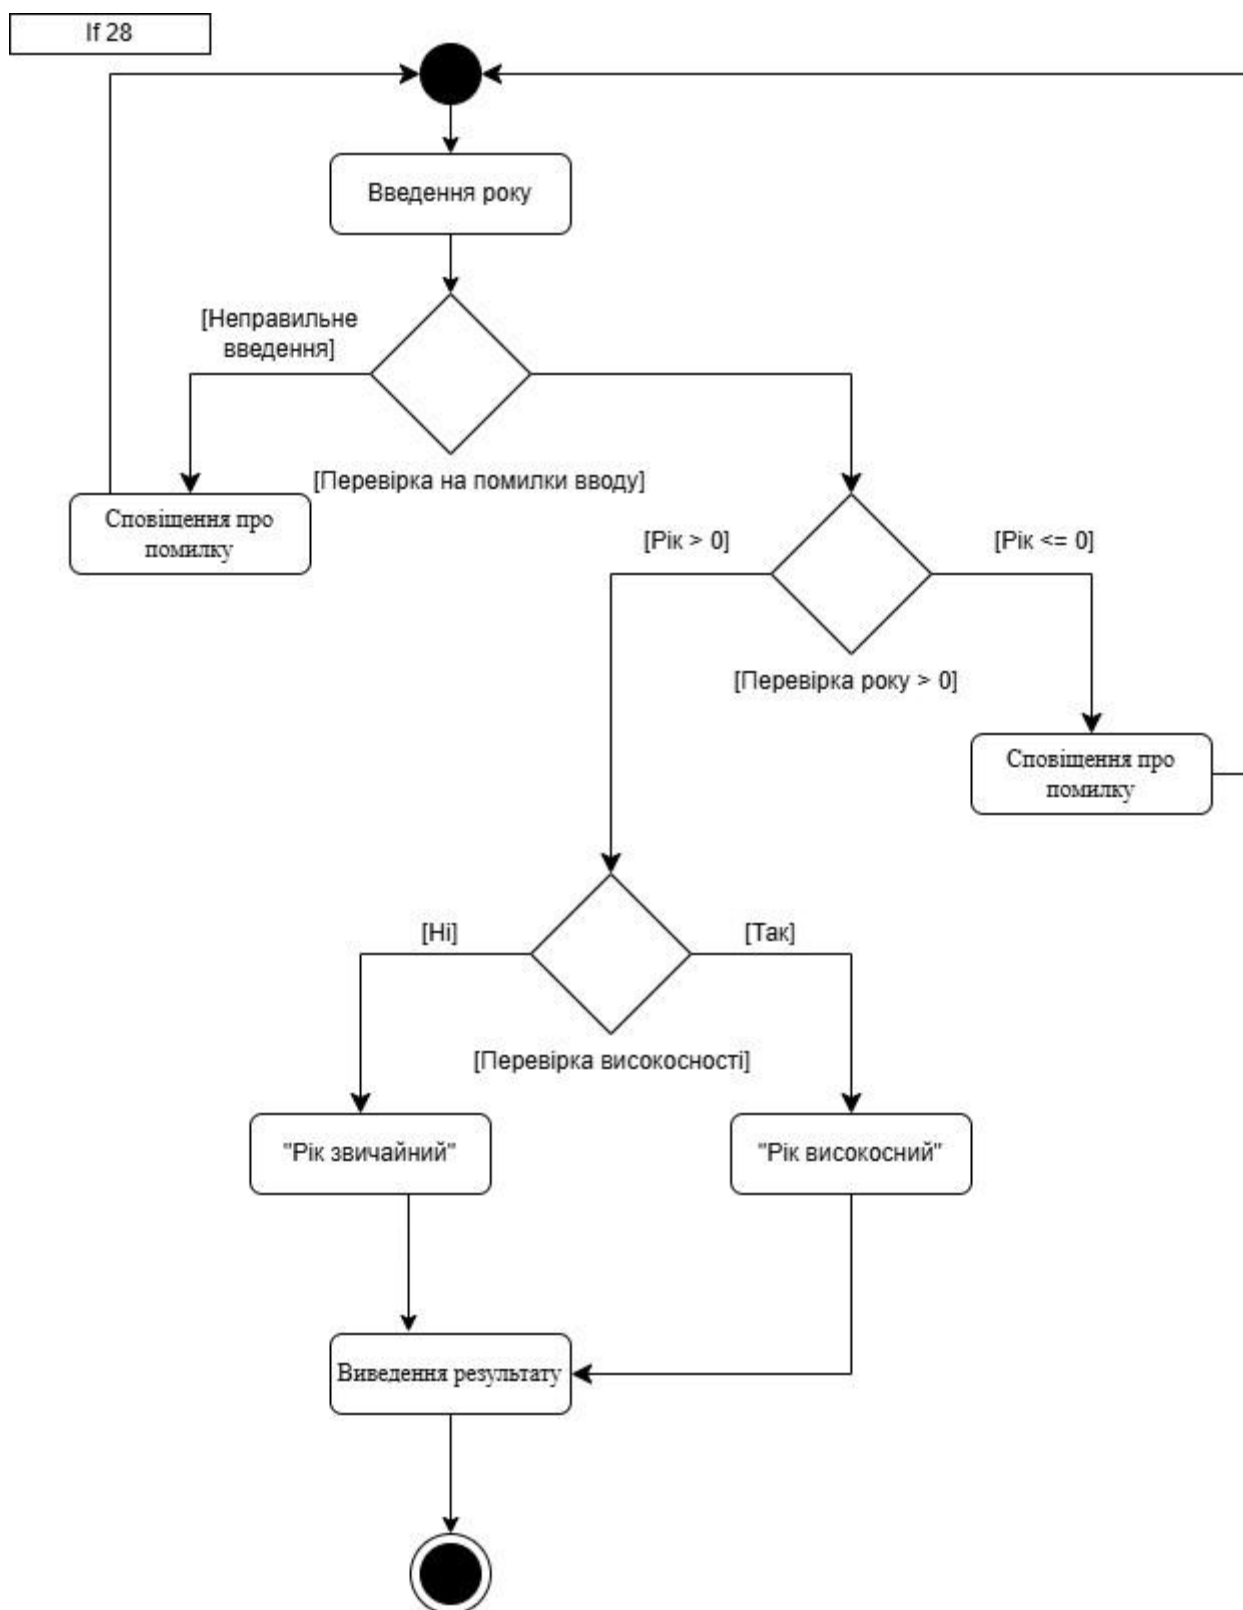 If 28
Введення року
[Неправильне
введення]
[Перевірка на помилки вводу]
Сповіщення про
помилку
[Рік > 0]
[Рік <= 0]
[Перевірка року > 0]
Сповіщення про
помилку
[Ні]
[Так]
[Перевірка високосності]
"Рік звичайний"
"Рік високосний"
Виведення результату